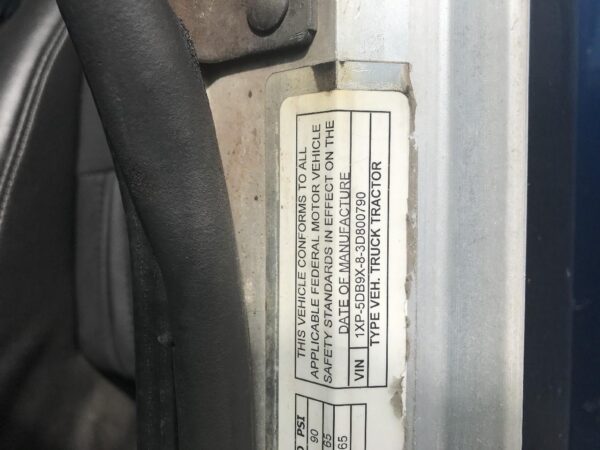 THIS VEHICLE CONFORMS TO ALL
APPLICABLE FEDERAL MOTOR VEHICLE
SAFETY STANDARDS IN EFFECT ON THE
DATE OF MANUFACTURE
VIN 1XP-5DB9X-8-3D800790
TYPE VEH. TRUCK TRACTOR
PSI
90
65
65